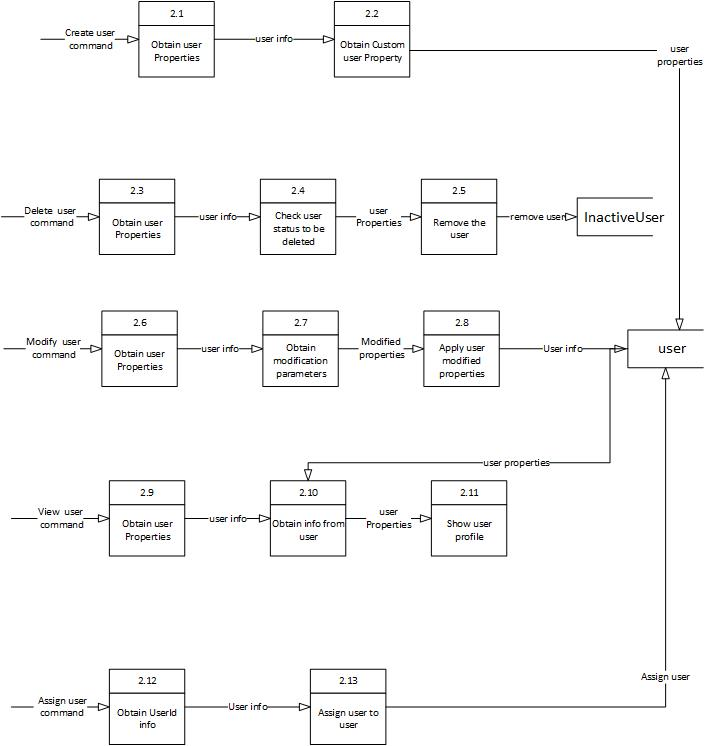 2.1
2.2
Create user
command
Obtain user
Properties
user info
Obtain Custom
user Property
user
properties
2.3
2.4
2.5
Delete user
command
Obtain user
Properties
user info
Check user
status to be
deleted
user
Properties
Remove the
user
remove user
InactiveUser
2.6
2.7
2.8
Modify user
command
Obtain user
Properties
user info
Obtain
modification
parameters
Modified
properties
Apply user
modified
properties
User info
user
user properties
2.9
2.10
2.11
View user
command
Obtain user
Properties
user info
Obtain info from
user
user
Properties
Show user
profile
Assign user
2.12
2.13
Assign user
command
Obtain UserId
info
User info
Assign user to
user